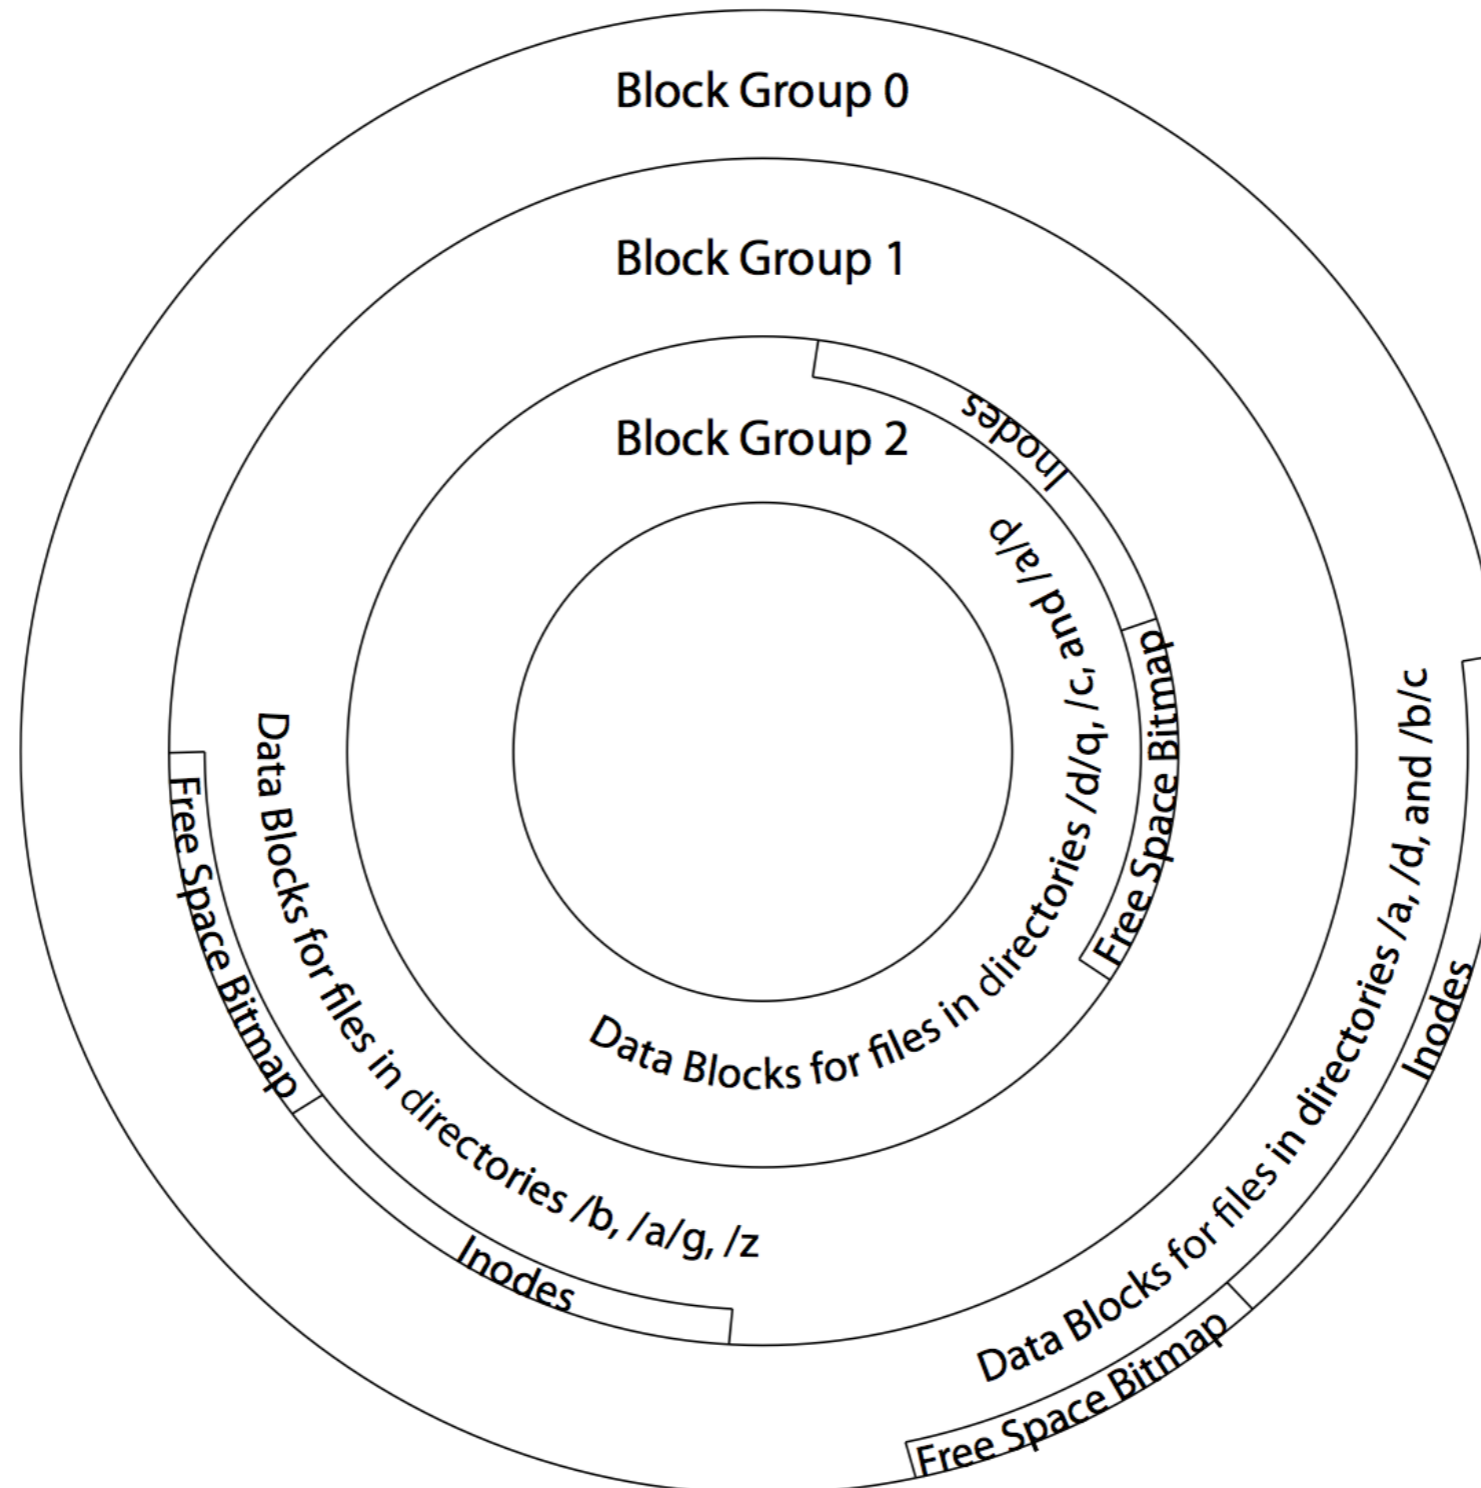 Block Group 0
Block Group 1
Block Group 2
Inodes
Free Space Bitmap
Data Blocks for files in directories /d/q, /c, and /a/p
Data Blocks for files in directories /b, /a/g, /z
Free Space Bitmap
Inodes
Data Blocks for files in directories /a, /d, and /b/c
Inodes
Free Space Bitmap